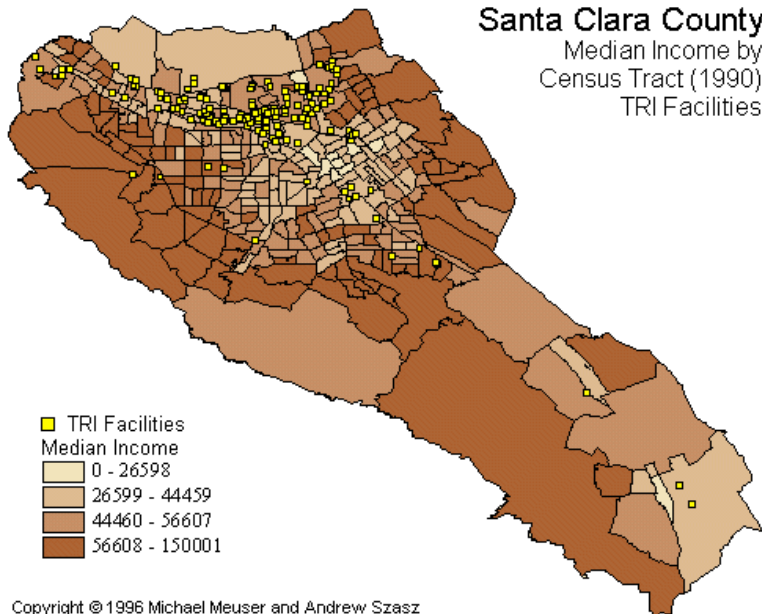 Santa Clara County
Median Income by
Census Tract (1990)
TRI Facilities
TRI Facilities
Median Income
0 - 26598
26599 - 44459
44460 - 56607
56608 - 150001
Copyright © 1996 Michael Meuser and Andrew Szasz